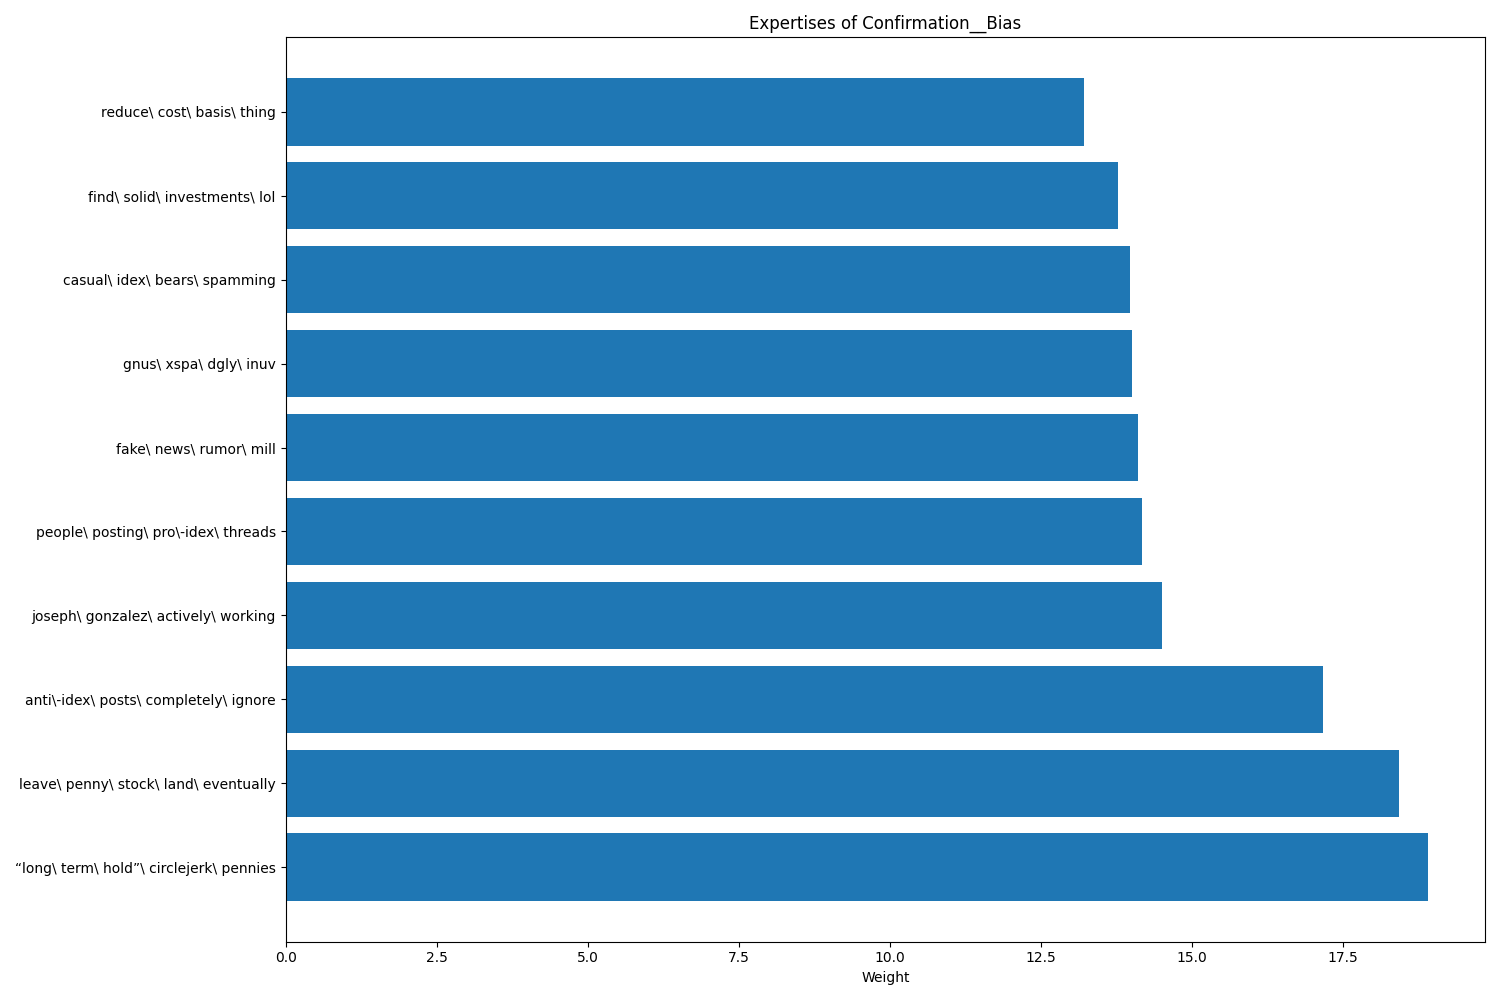 Expertises of Confirmation__Bias
reduce\ cost\ basis\ thing
find\ solid\ investments\ lol
casual\ idex\ bears\ spamming
gnus\ xspa\ dgly\ inuv
fake\ news\ rumor\ mill
people\ posting\ pro\-idex\ threads
joseph\ gonzalez\ actively\ working
anti\-idex\ posts\ completely\ ignore
leave\ penny\ stock\ land\ eventually
“long\ term\ hold”\ circlejerk\ pennies
0.0 2.5 5.0 7.5 10.0 12.5 15.0 17.5
Weight